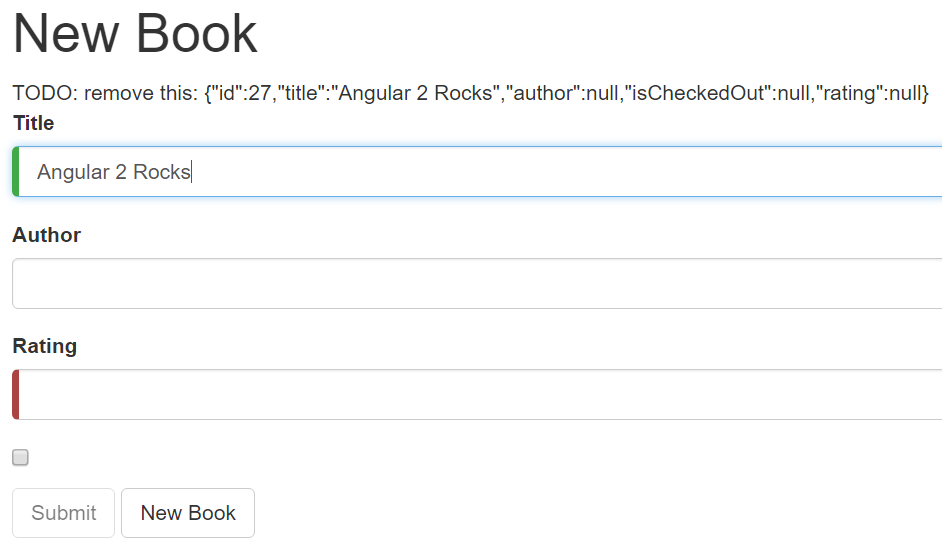 New Book
TODO: remove this: {"id":27,"title":"Angular 2 Rocks","author":null,"isCheckedOut":null,"rating":null}
Title
Angular 2 Rocks
Author
Rating
Submit New Book